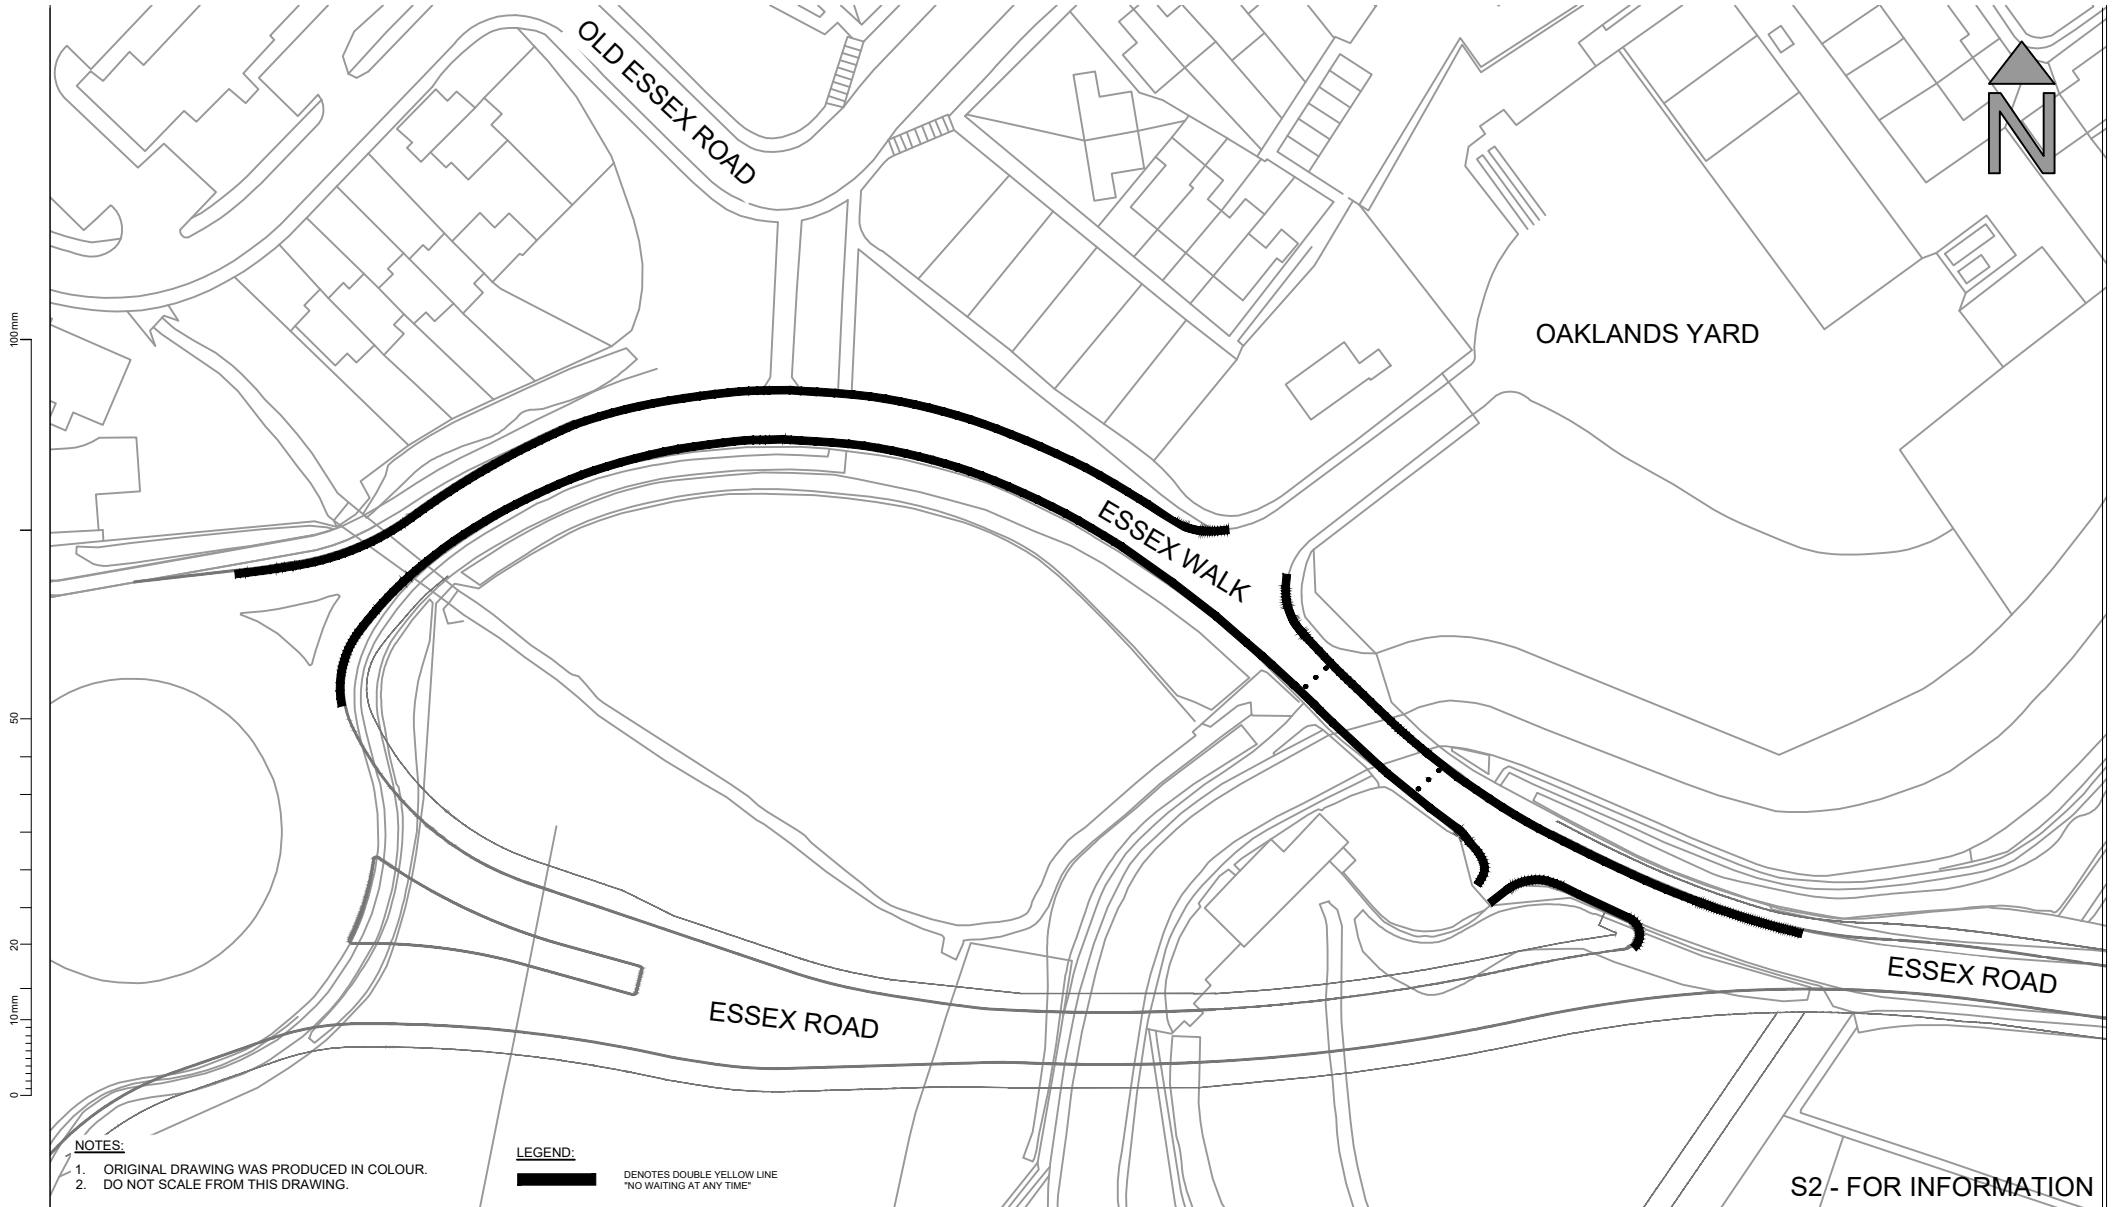 OLD ESSEX ROAD
N
OAKLANDS YARD
ESSEX WALK
ESSEX ROAD
ESSEX ROAD
100mm
50
20
10mm
0
NOTES:
1. ORIGINAL DRAWING WAS PRODUCED IN COLOUR.
2. DO NOT SCALE FROM THIS DRAWING.
LEGEND:
DENOTES DOUBLE YELLOW LINE
"NO WAITING AT ANY TIME"
S2 - FOR INFORMATION